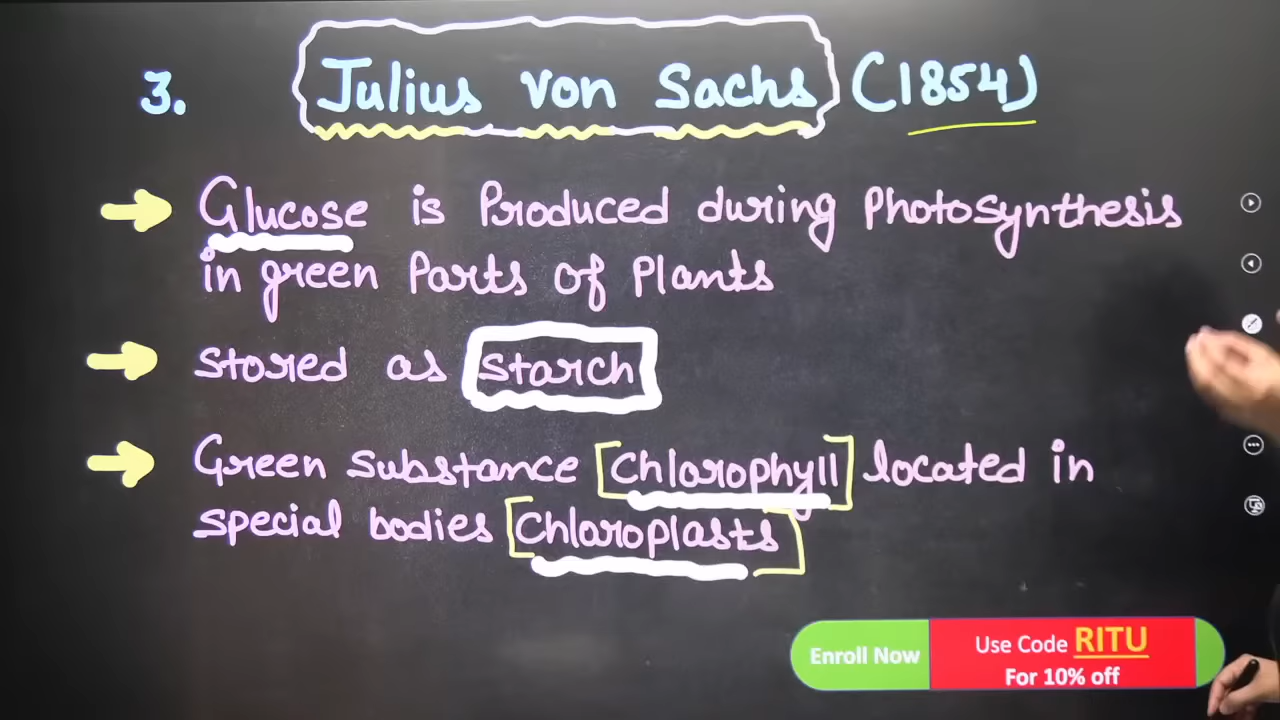 3. Julius von Sachs (1854)
Glucose is Produced during Photosynthesis
in green Parts of Plants
stored as starch
Green substance [Chlorophyll] located in
special bodies [Chloroplasts]
Enroll Now
Use Code RITU
For 10% off